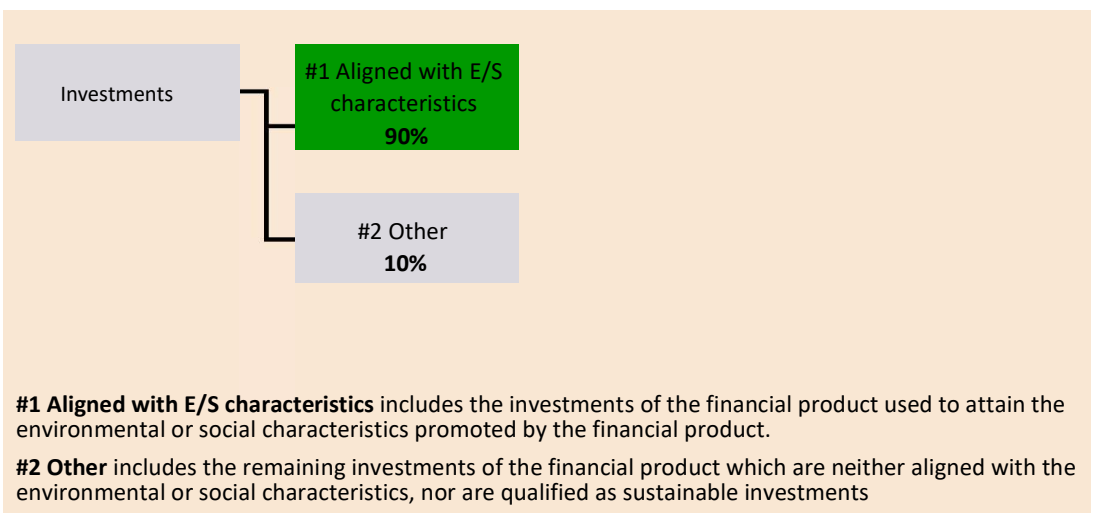 Investments
#1 Aligned with E/S
characteristics
90%
#2 Other
10%
#1 Aligned with E/S characteristics includes the investments of the financial product used to attain the
environmental or social characteristics promoted by the financial product.
#2 Other includes the remaining investments of the financial product which are neither aligned with the
environmental or social characteristics, nor are qualified as sustainable investments